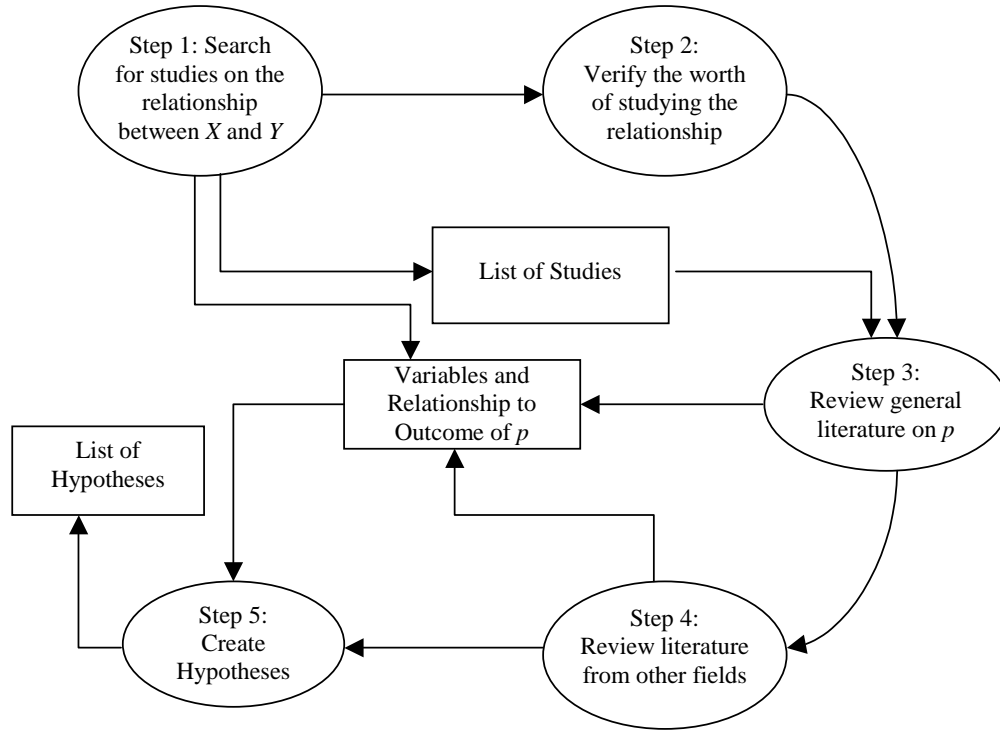 Step 1: Search
for studies on the
relationship
between X and Y
Step 2:
Verify the worth
of studying the
relationship
List of Studies
Variables and
Relationship to
Outcome of p
Step 3:
Review general
literature on p
List of
Hypotheses
Step 5:
Create
Hypotheses
Step 4:
Review literature
from other fields